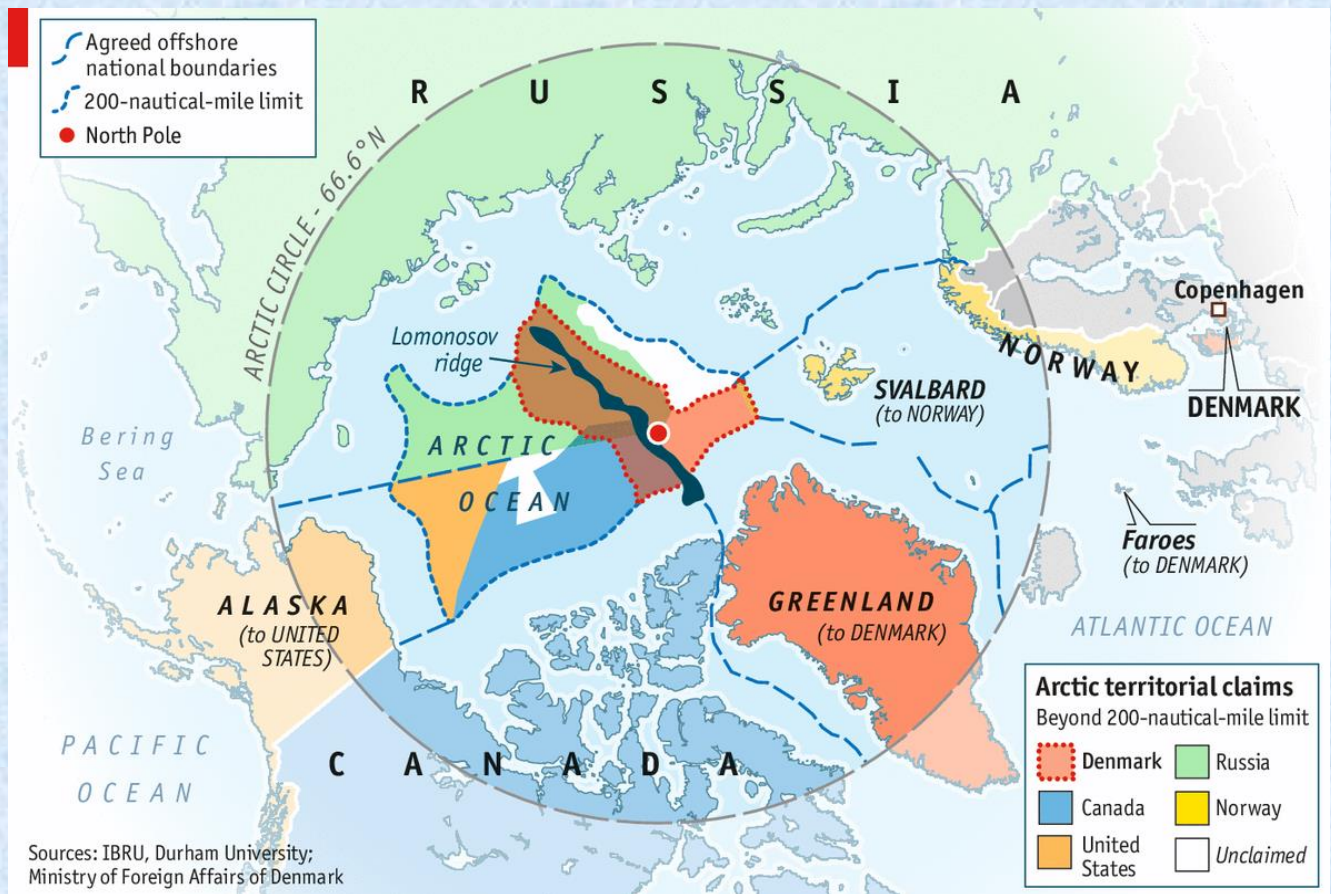 Agreed offshore
national boundaries
200-nautical-mile limit
North Pole
R U S S I A
ARCTIC CIRCLE - 66.6°N
Lomonosov
ridge
Copenhagen
NORWAY
SVALBARD
(to NORWAY)
DENMARK
Bering
Sea
ARCTIC
OCEAN
Faroes
(to DENMARK)
ALASKA
(to UNITED
STATES)
GREENLAND
(to DENMARK)
ATLANTIC OCEAN
PACIFIC
OCEAN
C A N A D A
Arctic territorial claims
Beyond 200-nautical-mile limit
Denmark
Russia
Canada
Norway
United
States
Unclaimed
Sources: IBRU, Durham University;
Ministry of Foreign Affairs of Denmark